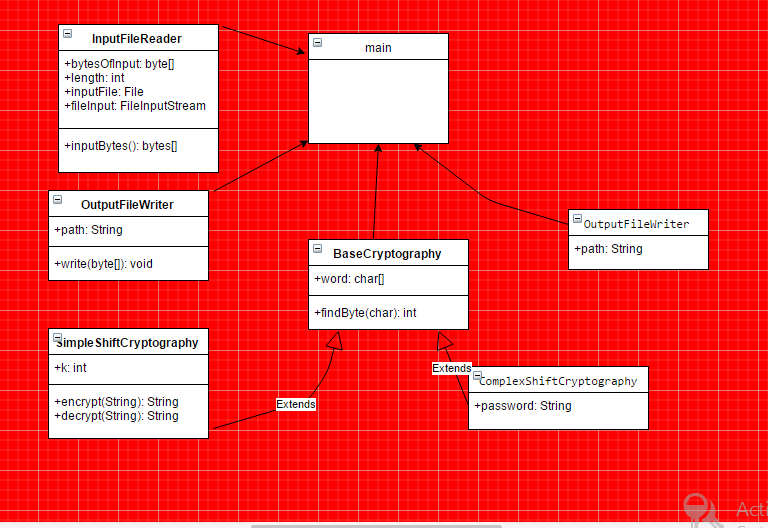 InputFileReader
+bytesOfInput: byte[]
+length: int
+inputFile: File
+fileInput: FileInputStream
+inputBytes(): bytes[]
main
OutputFileWriter
+path: String
+write(byte[]): void
BaseCryptography
+word: char[]
+findByte(char): int
OutputFileWriter
+path: String
SimpleShiftCryptography
+k: int
+encrypt(String): String
+decrypt(String): String
Extends
Extends
ComplexShiftCryptography
+password: String
Acti